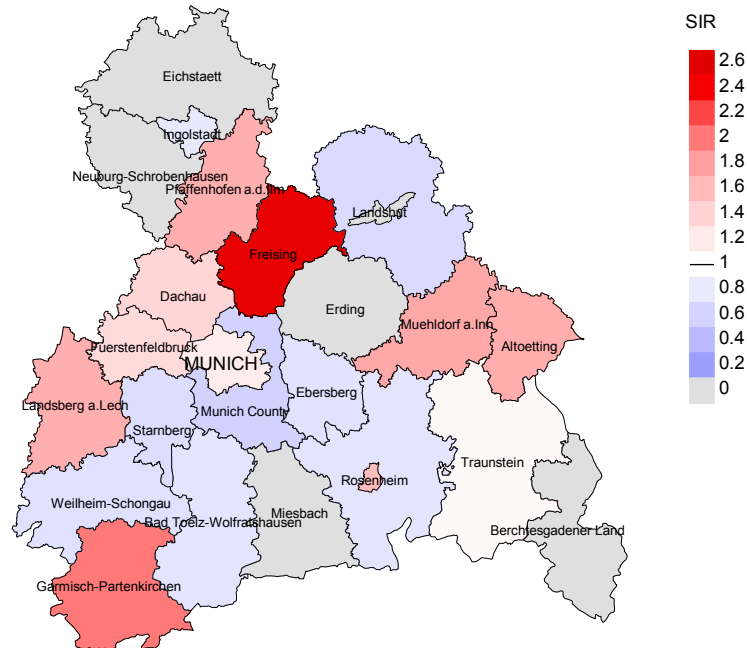 SIR
2.6
2.4
2.2
2
1.8
1.6
1.4
1.2
1
0.8
0.6
0.4
0.2
0
Eichstaett
Ingolstadt
Neuburg-Schrobenhausen
Pfaffenhofen a.d.Ilm
Landshut
Freising
Dachau
Erding
Muehldorf a.Inn
Altoetting
Fuerstenfeldbruck
MUNICH
Landsberg a.Lech
Munich County
Ebersberg
Starnberg
Traunstein
Rosenheim
Weilheim-Schongau
Bad Toelz-Wolfratshausen
Miesbach
Berchtesgadener Land
Garmisch-Partenkirchen